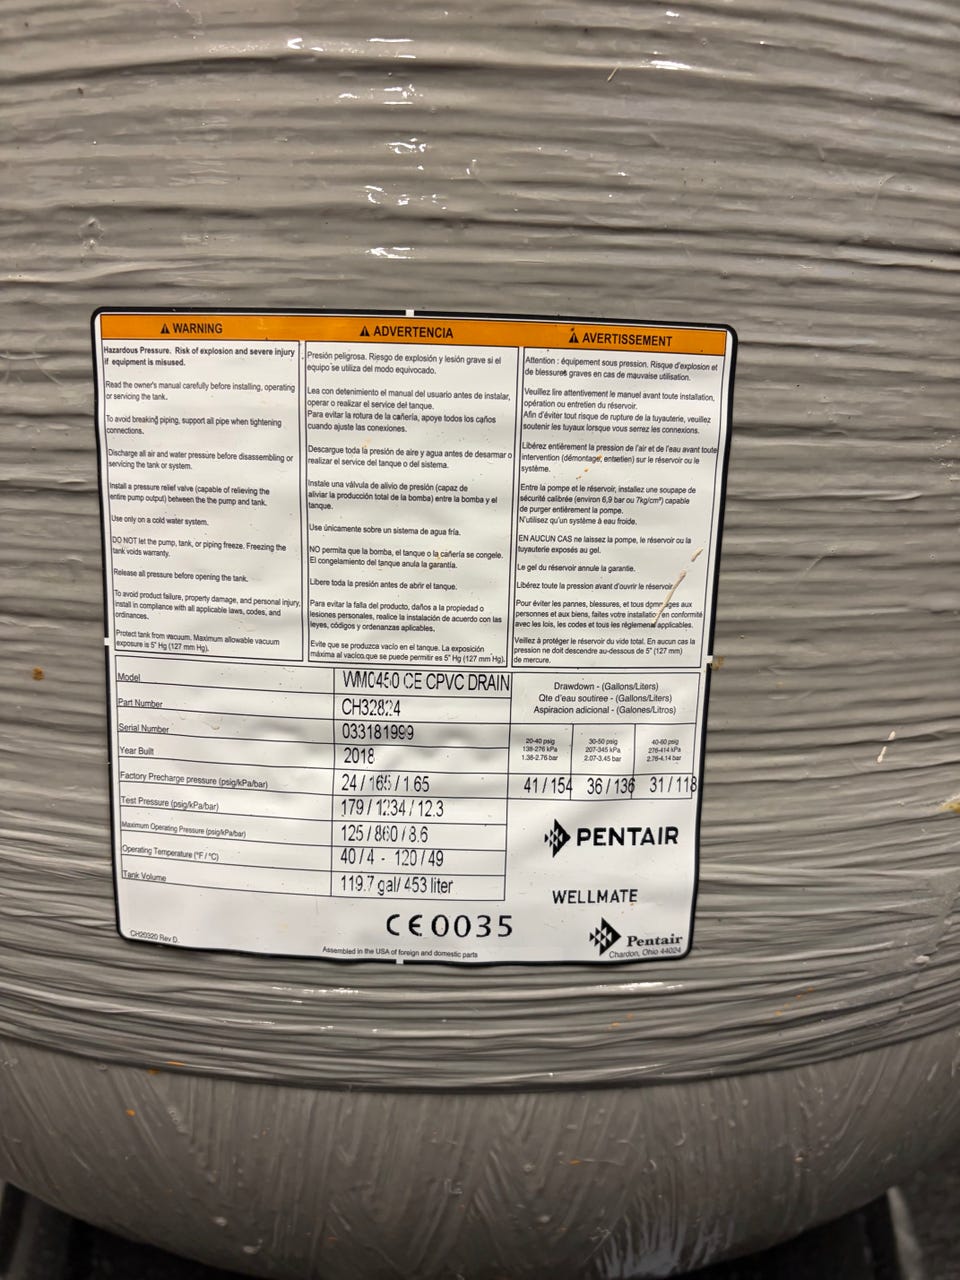 WARNING
Hazardous Pressure. Risk of explosion and severe injury
if equipment is misused.
Read the owner's manual carefully before installing, operating
or servicing the tank.
To avoid breaking piping, support all pipe when tightening
connections.
Discharge all air and water pressure before disassembling or
servicing the tank or system.
Install a pressure relief valve (capable of relieving the
entire pump output) between the the pump and tank.
Use only on a cold water system.
DO NOT let the pump, tank, or piping freeze. Freezing the
tank voids warranty.
Release all pressure before opening the tank.
To avoid product failure, property damage, and personal injury,
install in compliance with all applicable laws, codes, and
ordinances.
Protect tank from vacuum. Maximum allowable vacuum
exposure is 5" Hg (127 mm Hg).
ADVERTENCIA
Presión peligrosa. Riesgo de explosión y lesión grave si el
equipo se utiliza del modo equivocado.
Lea con detenimiento el manual del usuario antes de instalar,
operar o realizar el service del tanque.
Para evitar la rotura de la cañería, apoye todos los caños
cuando ajuste las conexiones.
Descargue toda la presión de aire y agua antes de desarmar o
realizar el service del tanque o del sistema.
Instale una válvula de alivio de presión (capaz de
aliviar la producción total de la bomba) entre la bomba y el
tanque.
Use únicamente sobre un sistema de agua fría.
NO permita que la bomba, el tanque o la cañería se congele.
El congelamiento del tanque anula la garantía.
Libere toda la presión antes de abrir el tanque.
Para evitar la falla del producto, daños a la propiedad o
lesiones personales, realice la instalación de acuerdo con las
leyes, códigos y ordenanzas aplicables.
Evite que se produzca vacío en el tanque. La exposición
máxima al vacíco que se puede permitir es 5" Hg (127 mm Hg).
AVERTISSEMENT
Attention : équipement sous pression. Risque d'explosion et
de blessures graves en cas de mauvaise utilisation.
Veuillez lire attentivement le manuel avant toute installation,
opération ou entretien du réservoir.
Afin d'éviter tout risque de rupture de la tuyauterie, veuillez
soutenir les tuyaux lorsque vous serrez les connexions.
Libérez entièrement la pression de l'air et de l'eau avant toute
intervention (démontage, entsetien) sur le réservoir ou le
système.
Entre la pompe et le réservoir, installez une soupape de
sécurité calibrée (environ 6,9 bar ou 7kg/cm²) capable
de purger entièrement la pompe.
N'utilisez qu'un système à eau froide.
EN AUCUN CAS ne laissez la pompe, le réservoir ou la
tuyauterie exposés au gel.
Le gel du réservoir annule la garantie.
Libérez toute la pression avant d'ouvrir le réservoir
Pour éviter les pannes, blessures, et tous dommages aux
personnes et aux biens, faites votre installation en conformité
avec les lois, les codes et tous les réglemens applicables.
Veillez à protéger le réservoir du vide total. En aucun cas la
pression ne doit descendre au-dessous de 5" (127 mm)
de mercure.
Model WM0450 CE CPVC DRAIN
Part Number CH32824
Serial Number 033181999
Year Built 2018
Factory Precharge pressure (psig/kPa/bar) 24 / 165 / 1.65
Test Pressure (psig/kPa/bar) 179 / 1234 / 12.3
Maximum Operating Pressure (psig/kPa/bar) 125 / 860 / 8.6
Operating Temperature (°F / °C) 40 / 4 - 120 / 49
Tank Volume 119.7 gal/ 453 liter
Drawdown - (Gallons/Liters)
Qte d'eau soutiree - (Gallons/Liters)
Aspiracion adicional - (Galones/Litros)
20-40 psig 30-50 psig 40-60 psig
138-276 kPa 207-345 kPa 276-414 kPa
1.38-2.76 bar 2.07-3.45 bar 2.76-4.14 bar
41 / 154 36 / 136 31 / 118
PENTAIR
WELLMATE
CE0035
Pentair
Chardon, Ohio 44024
CH20320 Rev D.
Assembled in the USA of foreign and domestic parts